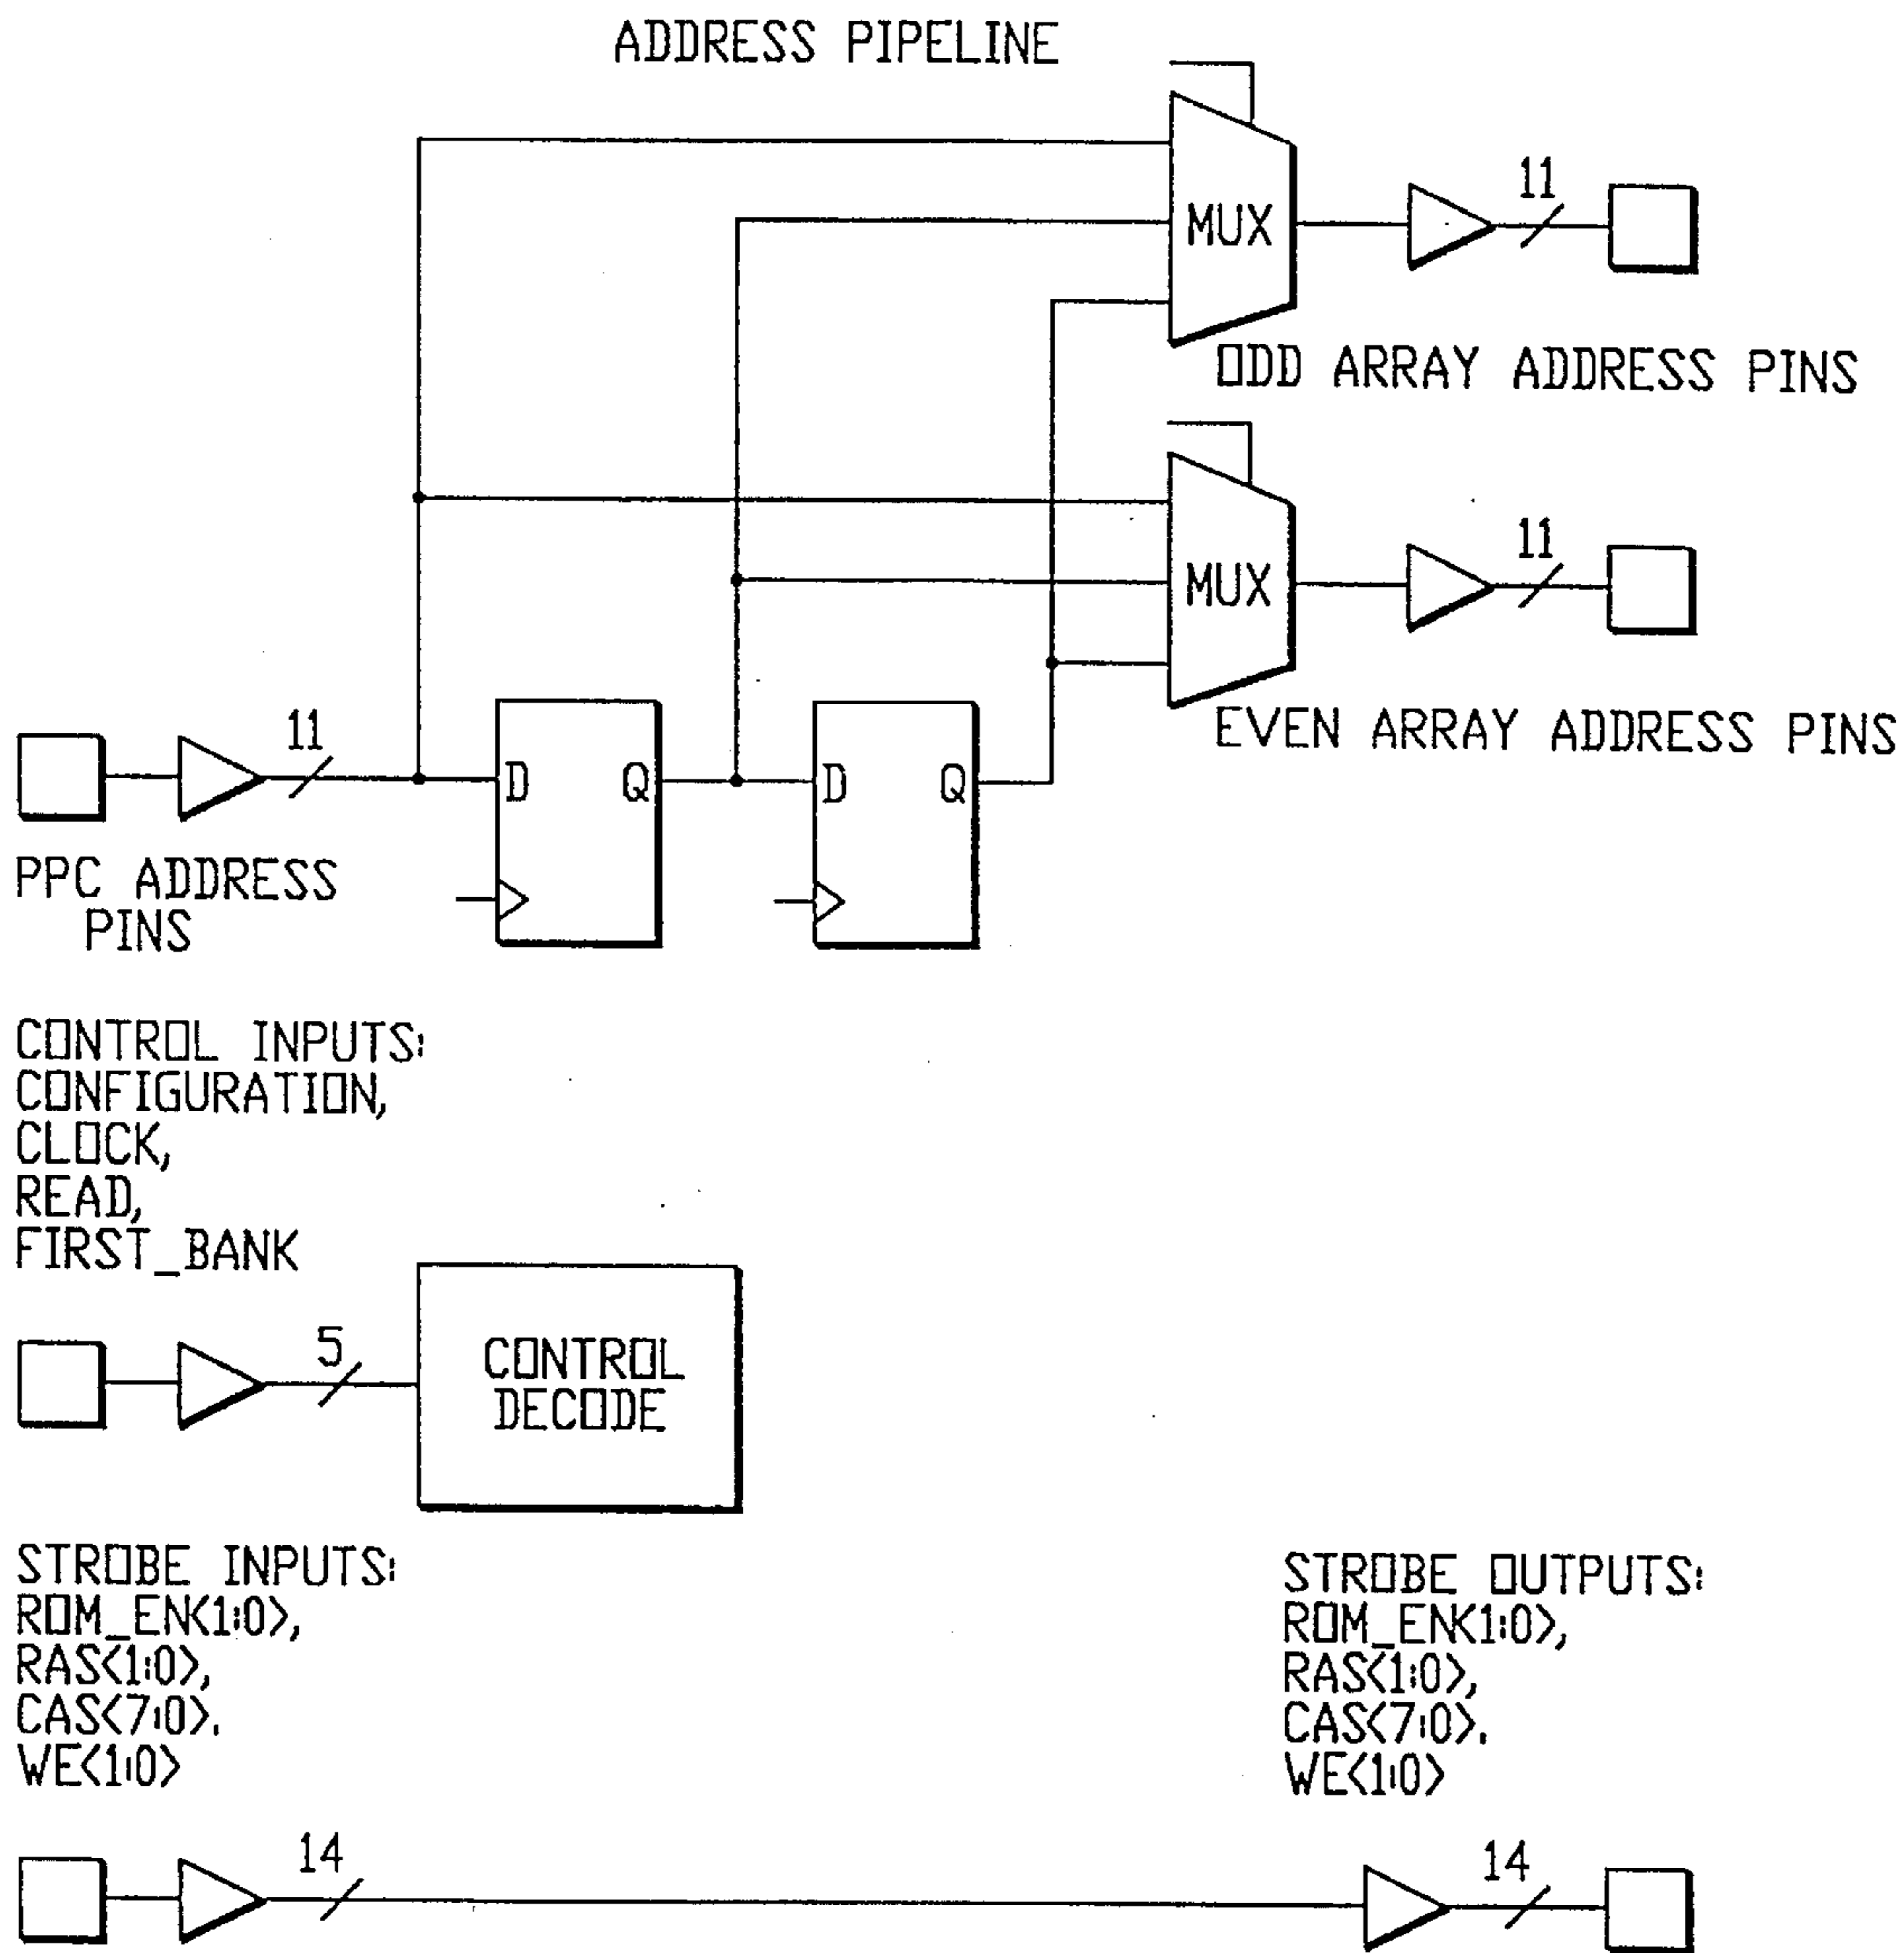 ADDRESS PIPELINE
11
MUX
ODD ARRAY ADDRESS PINS
11
MUX
EVEN ARRAY ADDRESS PINS
11
D Q
D Q
PPC ADDRESS
PINS
CONTROL INPUTS:
CONFIGURATION,
CLOCK,
READ,
FIRST_BANK
5
CONTROL
DECODE
STROBE INPUTS:
ROM_EN<1:0>,
RAS<1:0>,
CAS<7:0>.
WE<1:0>
STROBE OUTPUTS:
ROM_EN<1:0>,
RAS<1:0>,
CAS<7:0>.
WE<1:0>
14
14